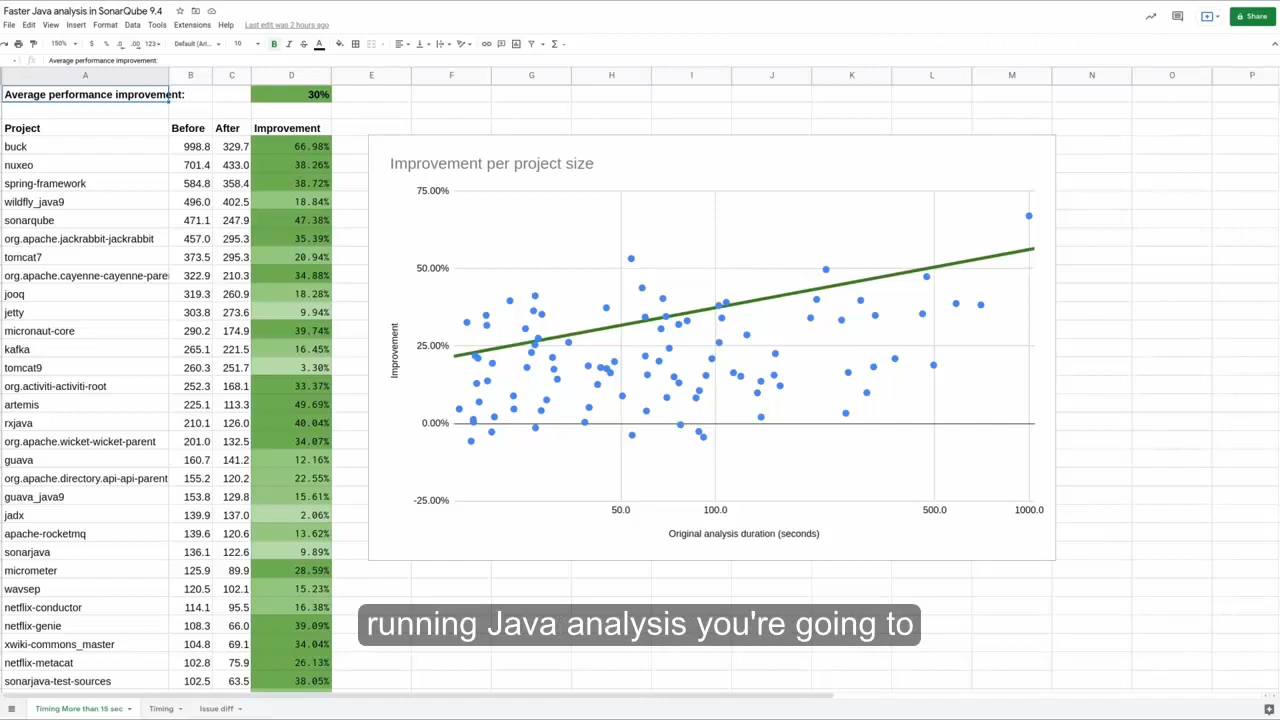 Faster Java analysis in SonarQube 9.4
File Edit View Insert Format Data Tools Extensions Help Last edit was 2 hours ago
Share
150% $ % .0 .00 123 Default (Ari... 10 B I S A
fx Average performance improvement:
A B C D E F G H I J K L M N O P
Average performance improvement: 30%
Project Before After Improvement
buck 998.8 329.7 66.98%
nuxeo 701.4 433.0 38.26%
spring-framework 584.8 358.4 38.72%
wildfly_java9 496.0 402.5 18.84%
sonarqube 471.1 247.9 47.38%
org.apache.jackrabbit-jackrabbit 457.0 295.3 35.39%
tomcat7 373.5 295.3 20.94%
org.apache.cayenne-cayenne-pare 322.9 210.3 34.88%
jooq 319.3 260.9 18.28%
jetty 303.8 273.6 9.94%
micronaut-core 290.2 174.9 39.74%
kafka 265.1 221.5 16.45%
tomcat9 260.3 251.7 3.30%
org.activiti-activiti-root 252.3 168.1 33.37%
artemis 225.1 113.3 49.69%
rxjava 210.1 126.0 40.04%
org.apache.wicket-wicket-parent 201.0 132.5 34.07%
guava 160.7 141.2 12.16%
org.apache.directory.api-api-parent 155.2 120.2 22.55%
guava_java9 153.8 129.8 15.61%
jadx 139.9 137.0 2.06%
apache-rocketmq 139.6 120.6 13.62%
sonarjava 136.1 122.6 9.89%
micrometer 125.9 89.9 28.59%
wavsep 120.5 102.1 15.23%
netflix-conductor 114.1 95.5 16.38%
netflix-genie 108.3 66.0 39.09%
xwiki-commons_master 104.8 69.1 34.04%
netflix-metacat 102.8 75.9 26.13%
sonarjava-test-sources 102.5 63.5 38.05%
Improvement per project size
75.00%
50.00%
25.00%
0.00%
-25.00%
Improvement
50.0 100.0 500.0 1000.0
Original analysis duration (seconds)
running Java analysis you're going to
Timing More than 15 sec Timing Issue diff